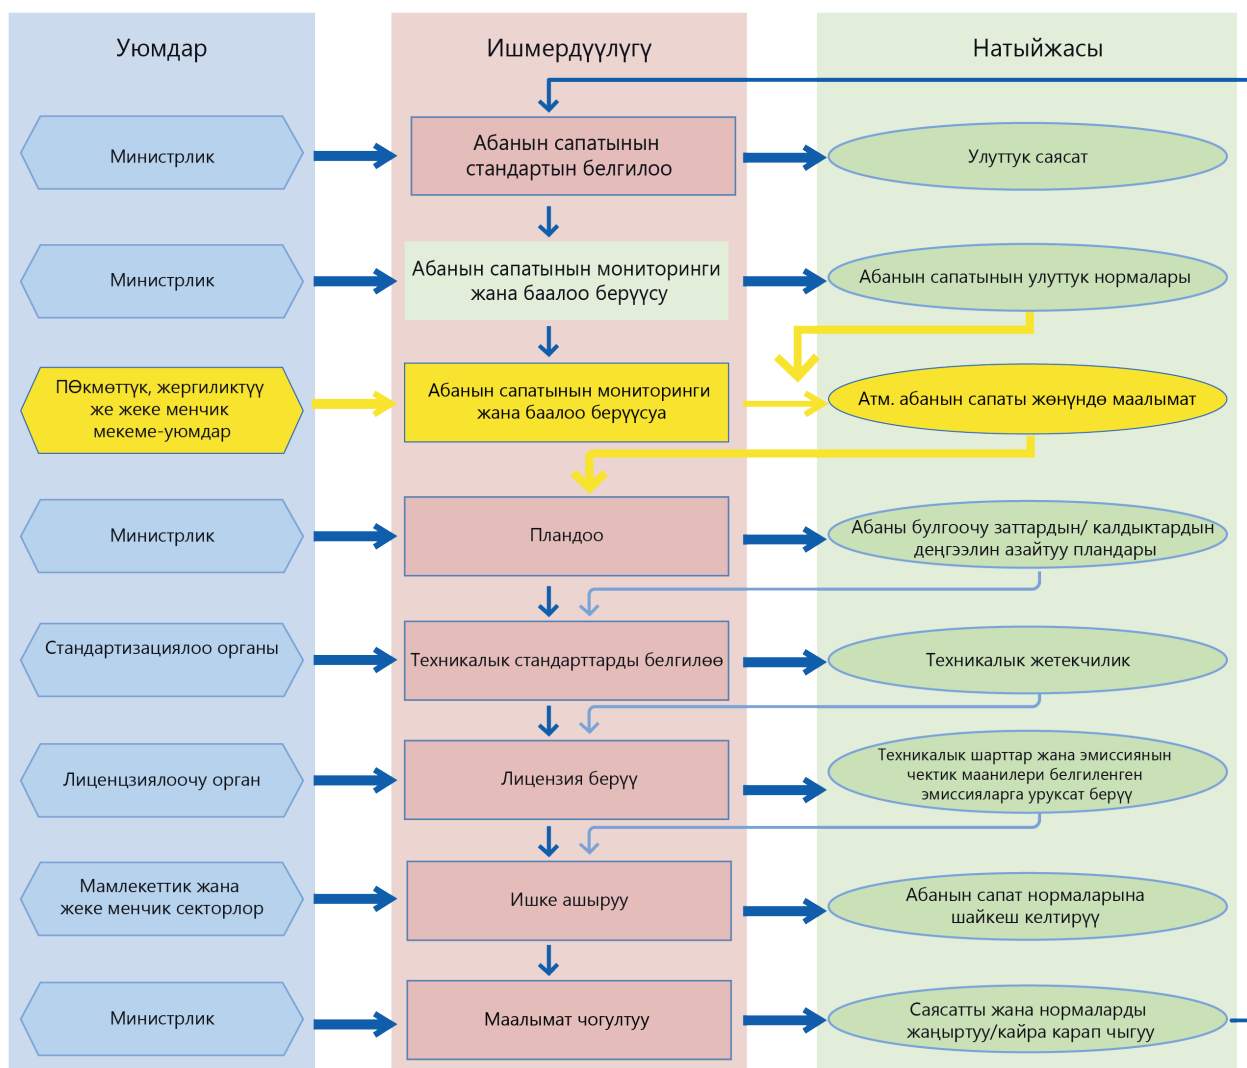 Уюмдар
Ишмердүүлүгү
Натыйжасы
Министрлик
Абанын сапатынын
стандартын белгилоо
Улуттук саясат
Министрлик
Абанын сапатынын мониторинги
жана баалоо берүүсу
Абанын сапатынын улуттук нормалары
ПӨкмөттүк, жергиликтүү
же жеке менчик
мекеме-уюмдар
Абанын сапатынын мониторинги
жана баалоо берүүсуа
Атм. абанын сапаты жөнүндө маалымат
Министрлик
Пландоо
Абаны булгоочу заттардын/ калдыктардын
деңгээлин азайтуу пландары
Стандартизациялоо органы
Техникалык стандарттарды белгилөө
Техникалык жетекчилик
Лиценцзиялоочу орган
Лицензия берүү
Техникалык шарттар жана эмиссиянын
чектик маанилери белгиленген
эмиссияларга уруксат берүү
Мамлекеттик жана
жеке менчик секторлор
Ишке ашыруу
Абанын сапат нормаларына
шайкеш келтирүү
Министрлик
Маалымат чогултуу
Саясатты жана нормаларды
жаңыртуу/кайра карап чыгуу